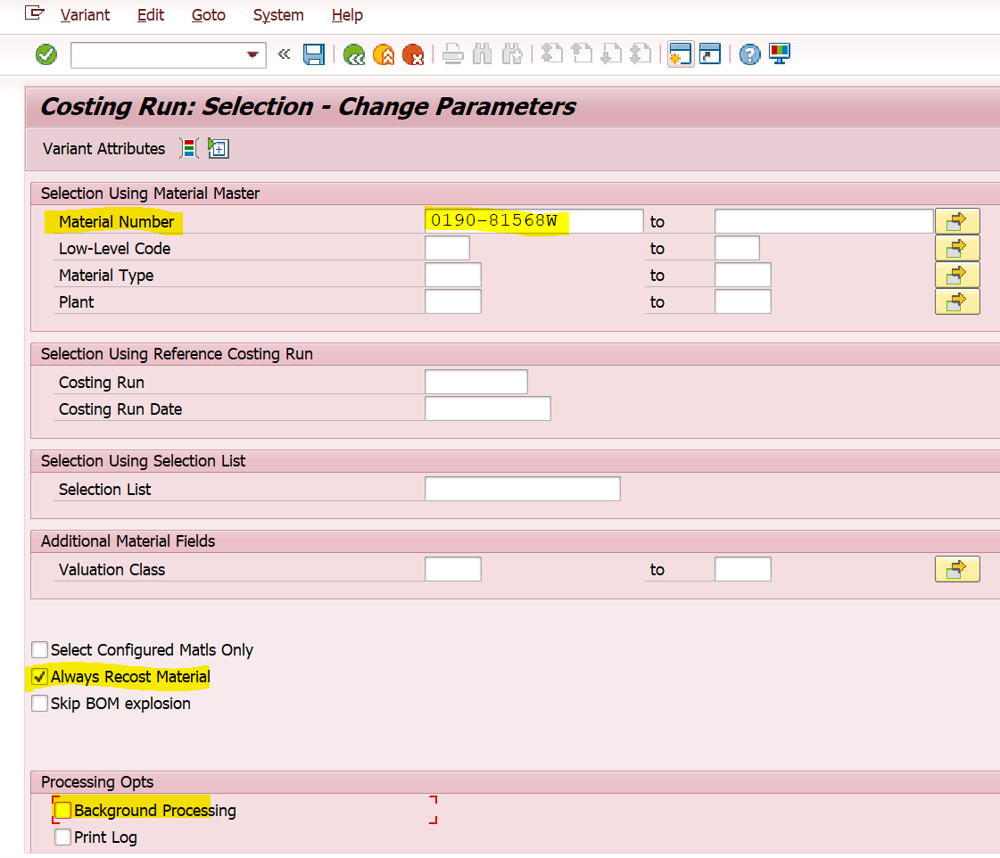 Variant Edit Goto System Help
Costing Run: Selection - Change Parameters
Variant Attributes
Selection Using Material Master
Material Number 0190-81568W to
Low-Level Code to
Material Type to
Plant to
Selection Using Reference Costing Run
Costing Run
Costing Run Date
Selection Using Selection List
Selection List
Additional Material Fields
Valuation Class to
Select Configured Matls Only
Always Recost Material
Skip BOM explosion
Processing Opts
Background Processing
Print Log